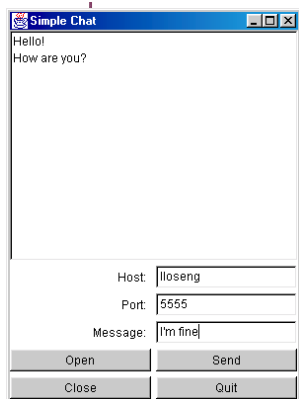 Simple Chat
Hello!
How are you?
Host: lloseng
Port: 5555
Message: I'm fine
Open Send
Close Quit